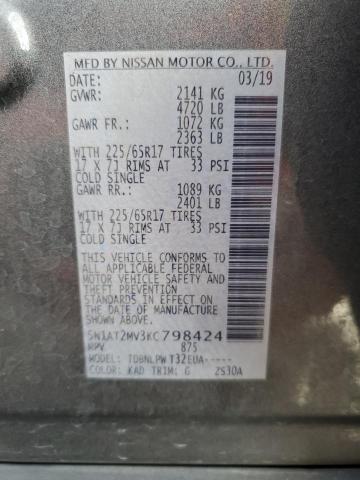 MFD BY NISSAN MOTOR CO., LTD.
DATE: 03/19
GVWR: 2141 KG
4720 LB
GAWR FR.: 1072 KG
2363 LB
WITH 225/65R17 TIRES
17 X 7J RIMS AT 33 PSI
COLD SINGLE
GAWR RR.: 1089 KG
2401 LB
WITH 225/65R17 TIRES
17 X 7J RIMS AT 33 PSI
COLD SINGLE
THIS VEHICLE CONFORMS TO
ALL APPLICABLE FEDERAL
MOTOR VEHICLE SAFETY
STANDARDS IN EFFECT ON
THE DATE OF MANUFACTURE
SHOWN ABOVE.
5N1AT2MV3KC798424
MPV 875
MODEL: TDBNLPW T32EUA-----
COLOR: KAD TRIM: G 2S30A